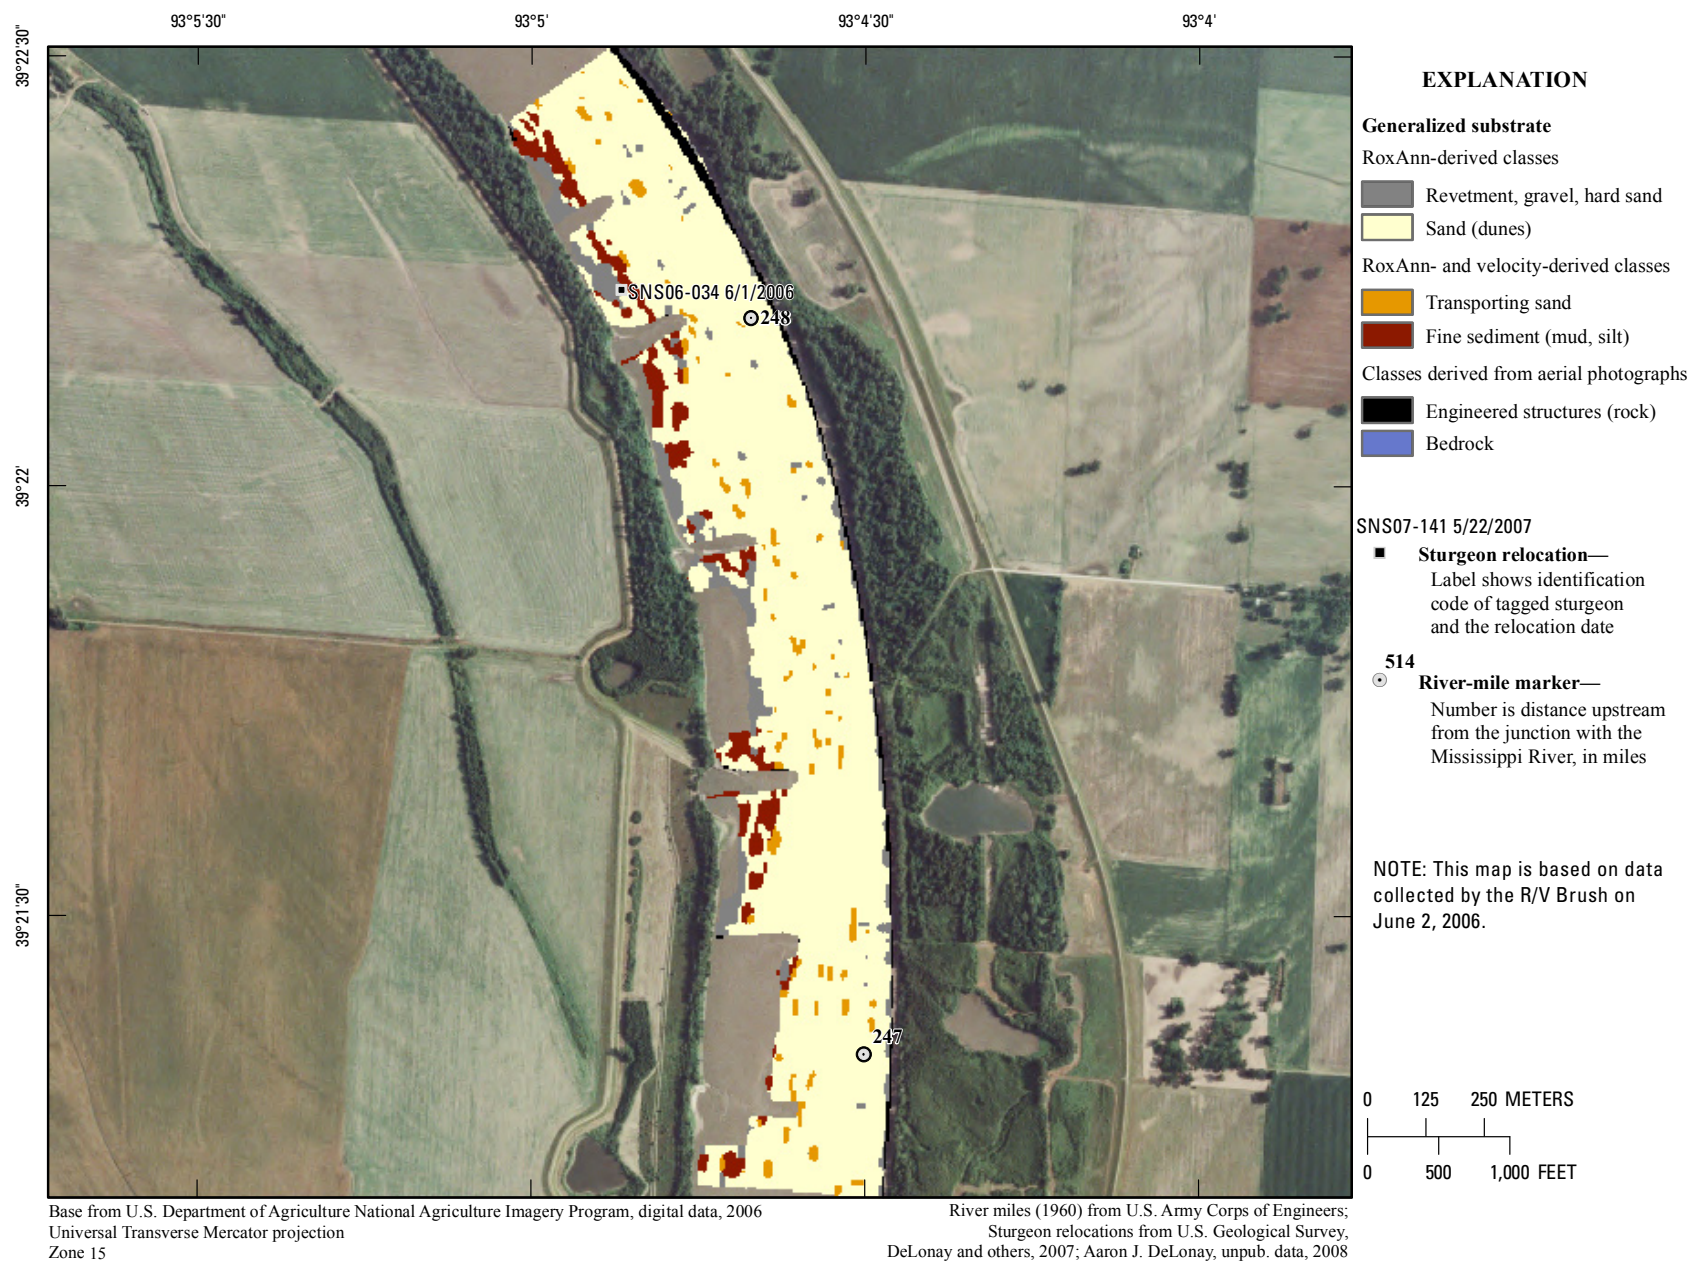 93°5'30"
93°5'
93°4'30"
93°4'
39°22'30"
39°22'
39°21'30"
SNS06-034 6/1/2006
248
247
EXPLANATION
Generalized substrate
RoxAnn-derived classes
Revetment, gravel, hard sand
Sand (dunes)
RoxAnn- and velocity-derived classes
Transporting sand
Fine sediment (mud, silt)
Classes derived from aerial photographs
Engineered structures (rock)
Bedrock
SNS07-141 5/22/2007
Sturgeon relocation—
Label shows identification
code of tagged sturgeon
and the relocation date
514
River-mile marker—
Number is distance upstream
from the junction with the
Mississippi River, in miles
NOTE: This map is based on data
collected by the R/V Brush on
June 2, 2006.
0 125 250 METERS
0 500 1,000 FEET
Base from U.S. Department of Agriculture National Agriculture Imagery Program, digital data, 2006
Universal Transverse Mercator projection
Zone 15
River miles (1960) from U.S. Army Corps of Engineers;
Sturgeon relocations from U.S. Geological Survey,
DeLonay and others, 2007; Aaron J. DeLonay, unpub. data, 2008